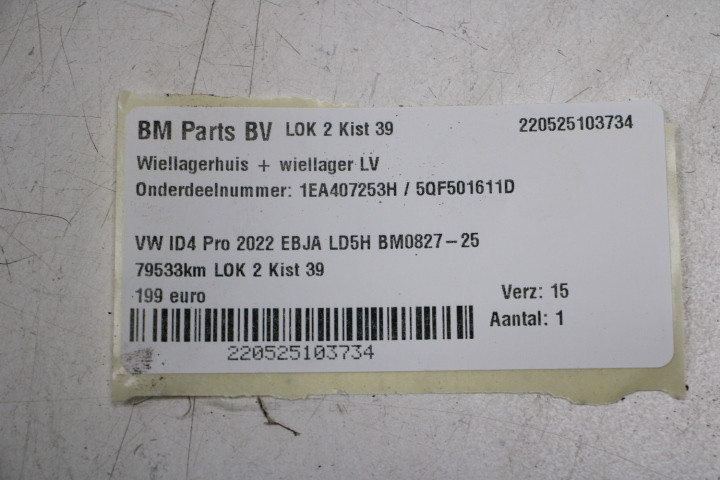 BM Parts BV LOK 2 Kist 39 220525103734
Wiellagerhuis + wiellager LV
Onderdeelnummer: 1EA407253H / 5QF501611D
VW ID4 Pro 2022 EBJA LD5H BM0827-25
79533km LOK 2 Kist 39
199 euro Verz: 15
Aantal: 1
220525103734